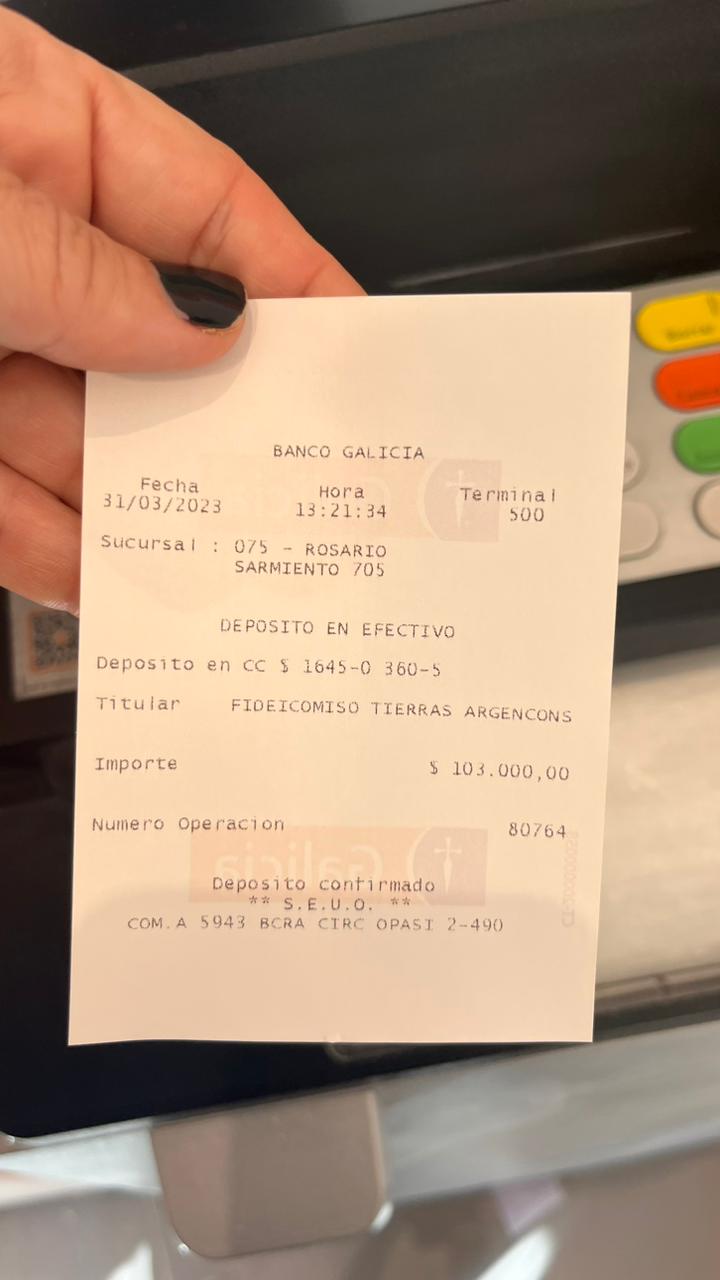 BANCO GALICIA
Fecha Hora Terminal
31/03/2023 13:21:34 500
Sucursal : 075 - ROSARIO
SARMIENTO 705
DEPOSITO EN EFECTIVO
Deposito en CC $ 1645-0 360-5
Titular FIDEICOMISO TIERRAS ARGENCONS
Importe $ 103.000,00
Numero Operacion 80764
Galicia
Deposito confirmado
** S.E.U.O. **
COM.A 5943 BCRA CIRC OPASI 2-490